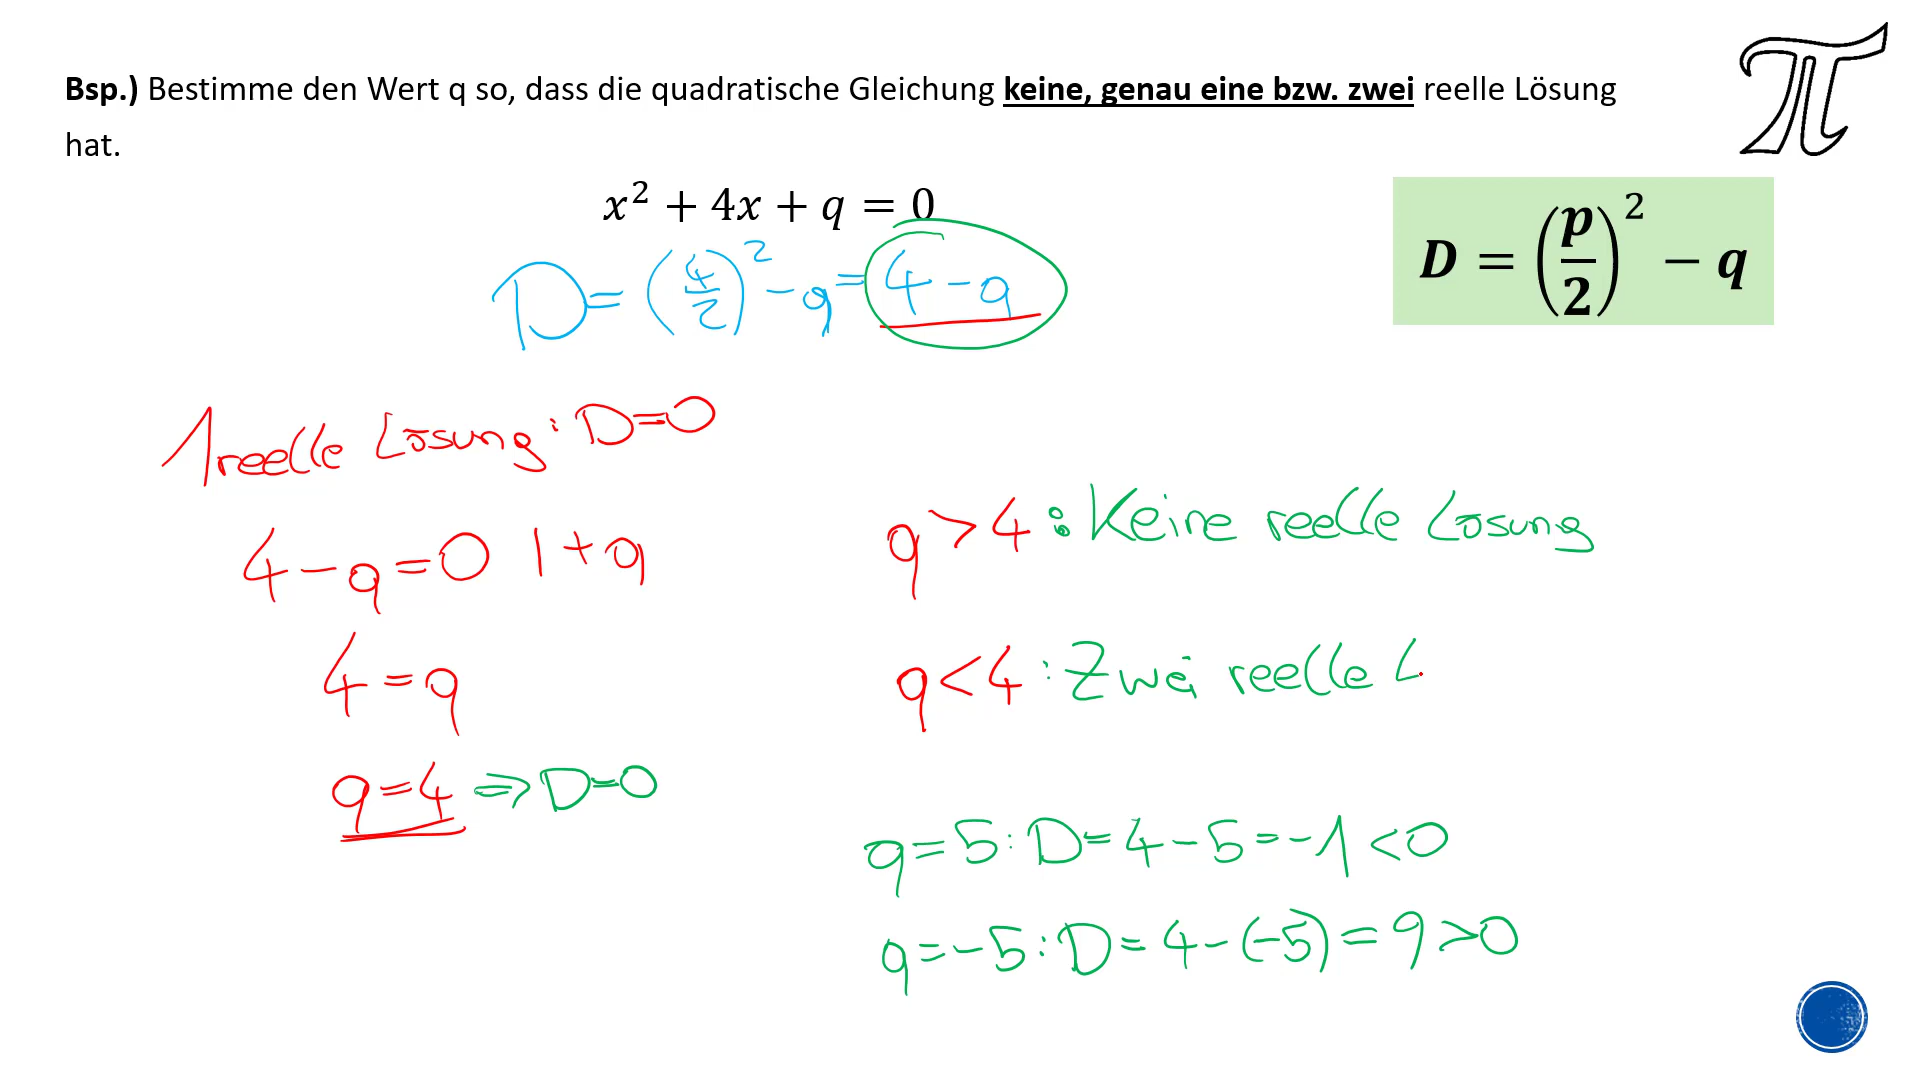 Bsp.) Bestimme den Wert q so, dass die quadratische Gleichung keine, genau eine bzw. zwei reelle Lösung
hat.
x² + 4x + q = 0
D = (p/2)² − q
D = (4/2)² − q = 4 − q
1 reelle Lösung: D=0
4 − q = 0 | + q
4 = q
q = 4 ⇒ D=0
q > 4 : Keine reelle Lösung
q < 4 : Zwei reelle L
q = 5 : D = 4 − 5 = −1 < 0
q = −5 : D = 4 − (−5) = 9 > 0